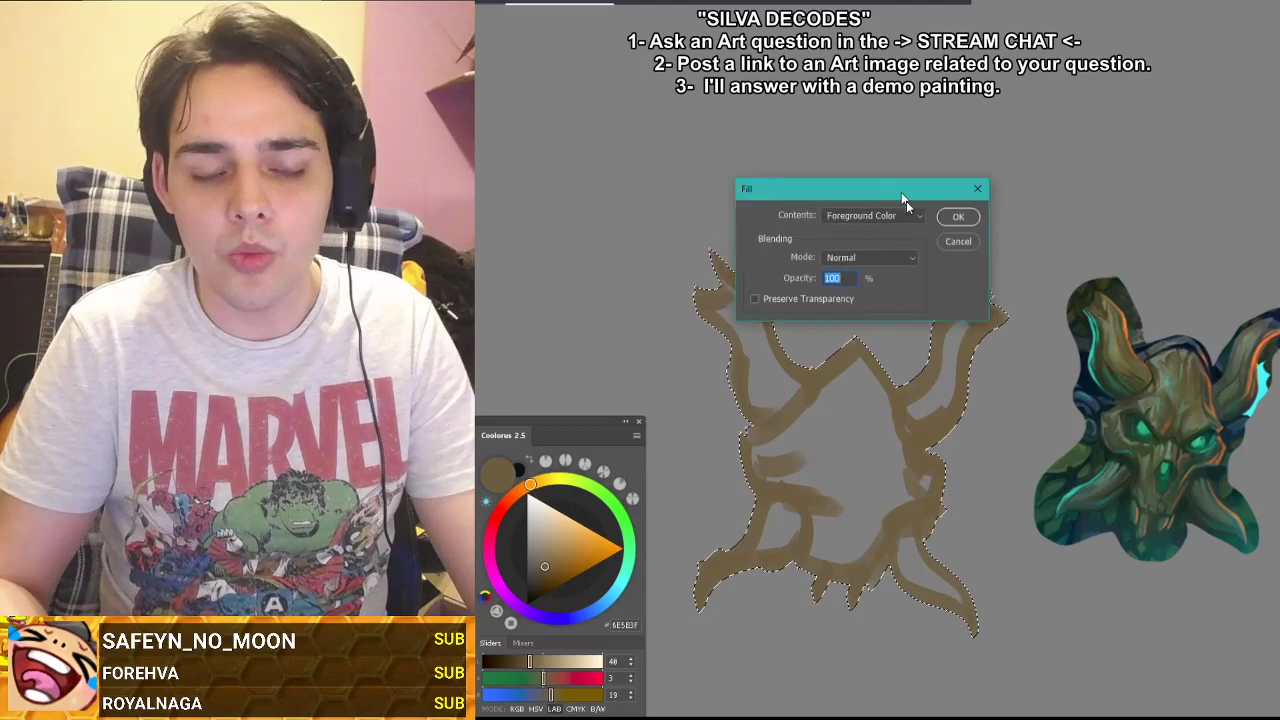 "SILVA DECODES"
1- Ask an Art question in the -> STREAM CHAT <-
2- Post a link to an Art image related to your question.
3- I'll answer with a demo painting.
Fill
Contents: Foreground Color
OK
Blending
Cancel
Mode: Normal
Opacity: 100 %
Preserve Transparency
MARVEL
A
Coolorus 2.5
# 6E5B3F
Sliders Mixers
40
3
19
MODE: RGB HSV LAB CMYK B/W
SAFEYN_NO_MOON SUB
FOREHVA SUB
ROYALNAGA SUB